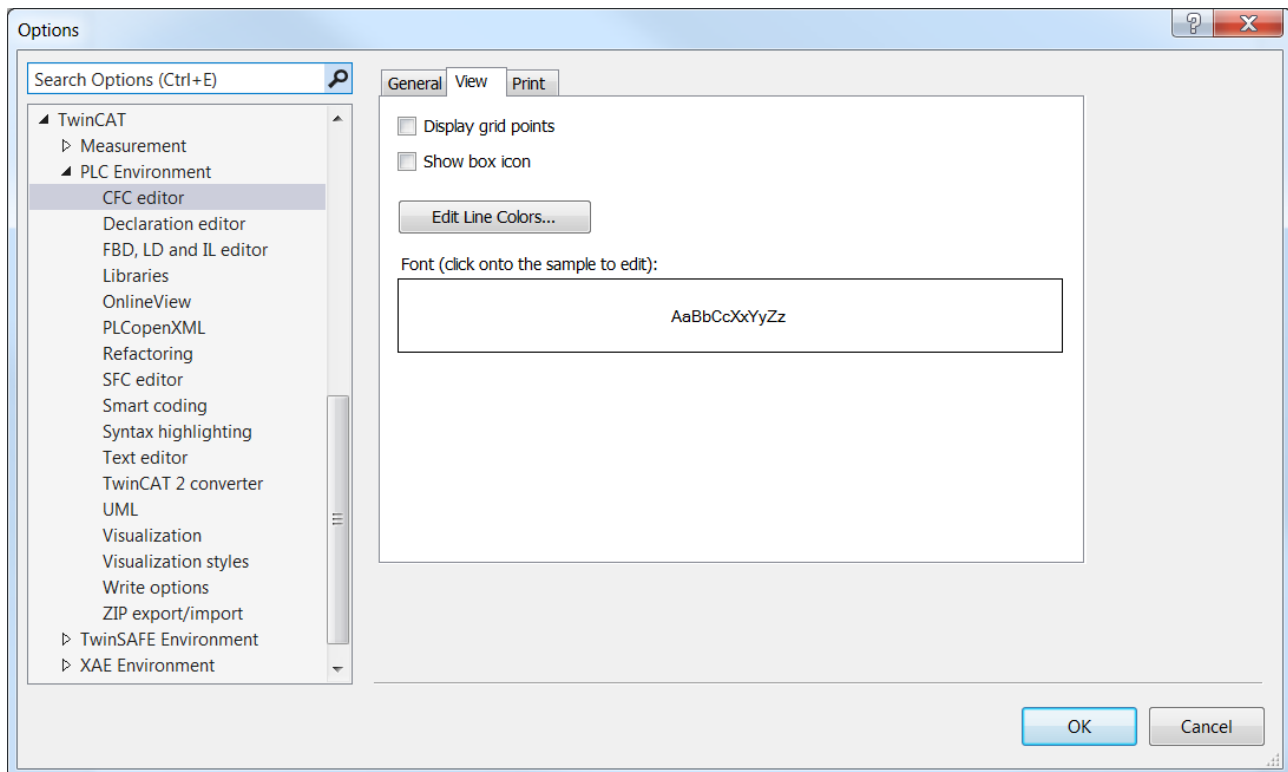 Options
Search Options (Ctrl+E)
TwinCAT
Measurement
PLC Environment
CFC editor
Declaration editor
FBD, LD and IL editor
Libraries
OnlineView
PLCopenXML
Refactoring
SFC editor
Smart coding
Syntax highlighting
Text editor
TwinCAT 2 converter
UML
Visualization
Visualization styles
Write options
ZIP export/import
TwinSAFE Environment
XAE Environment
General View Print
Display grid points
Show box icon
Edit Line Colors...
Font (click onto the sample to edit):
AaBbCcXxYyZz
OK Cancel